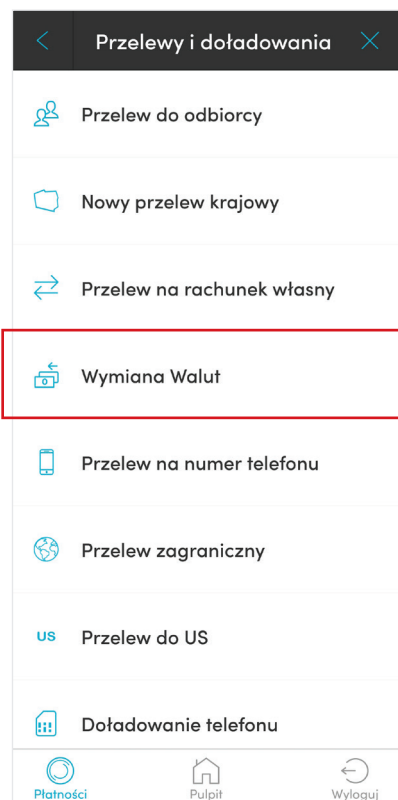 Przelewy i doładowania
Przelew do odbiorcy
Nowy przelew krajowy
Przelew na rachunek własny
Wymiana Walut
Przelew na numer telefonu
Przelew zagraniczny
US Przelew do US
Doładowanie telefonu
Płatności Pulpit Wyloguj